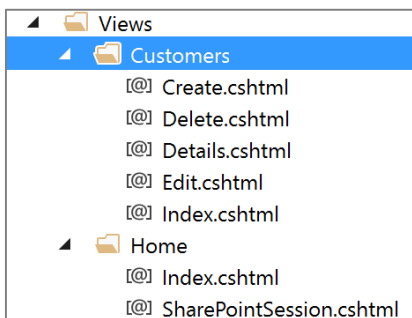 Views
Customers
[@] Create.cshtml
[@] Delete.cshtml
[@] Details.cshtml
[@] Edit.cshtml
[@] Index.cshtml
Home
[@] Index.cshtml
[@] SharePointSession.cshtml